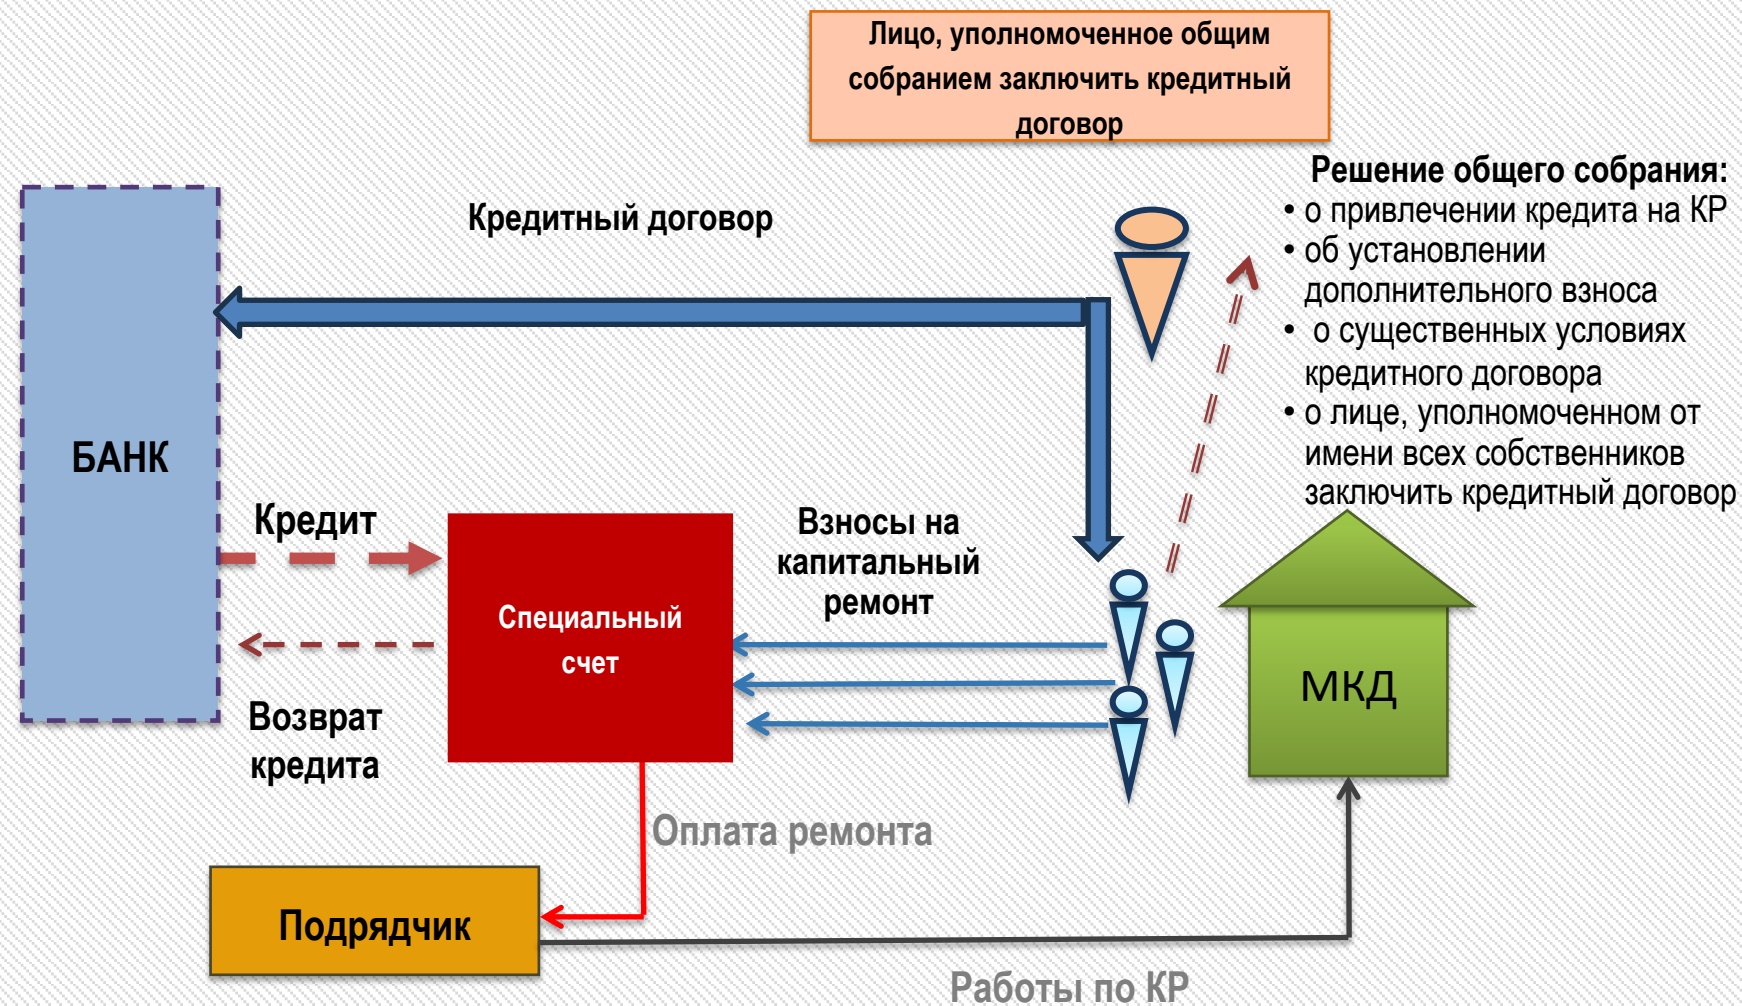 Лицо, уполномоченное общим
собранием заключить кредитный
договор
Решение общего собрания:
• о привлечении кредита на КР
• об установлении
дополнительного взноса
• о существенных условиях
кредитного договора
• о лице, уполномоченном от
имени всех собственников
заключить кредитный договор
Кредитный договор
БАНК
Кредит
Специальный
счет
Взносы на
капитальный
ремонт
МКД
Возврат
кредита
Оплата ремонта
Подрядчик
Работы по КР